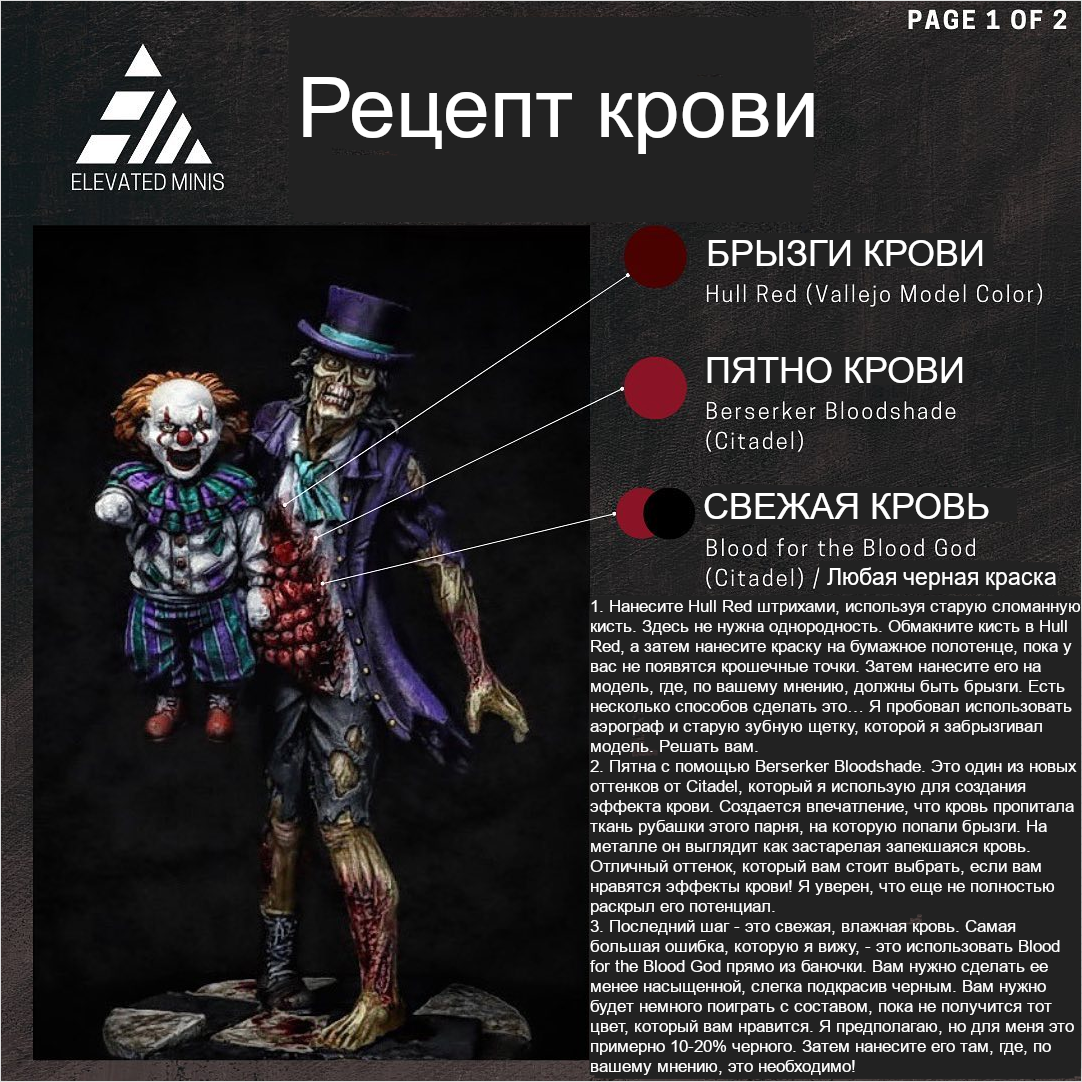 PAGE 1 OF 2
Рецепт крови
ELEVATED MINIS
БРЫЗГИ КРОВИ
Hull Red (Vallejo Model Color)
ПЯТНО КРОВИ
Berserker Bloodshade
(Citadel)
СВЕЖАЯ КРОВЬ
Blood for the Blood God
(Citadel) / Любая черная краска
1. Нанесите Hull Red штрихами, используя старую сломанную
кисть. Здесь не нужна однородность. Обмакните кисть в Hull
Red, а затем нанесите краску на бумажное полотенце, пока у
вас не появятся крошечные точки. Затем нанесите его на
модель, где, по вашему мнению, должны быть брызги. Есть
несколько способов сделать это... Я пробовал использовать
аэрограф и старую зубную щетку, которой я забрызгивал
модель. Решать вам.
2. Пятна с помощью Berserker Bloodshade. Это один из новых
оттенков от Citadel, который я использую для создания
эффекта крови. Создается впечатление, что кровь пропитала
ткань рубашки этого парня, на которую попали брызги. На
металле он выглядит как застарелая запекшаяся кровь.
Отличный оттенок, который вам стоит выбрать, если вам
нравятся эффекты крови! Я уверен, что еще не полностью
раскрыл его потенциал.
3. Последний шаг - это свежая, влажная кровь. Самая
большая ошибка, которую я вижу, - это использовать Blood
for the Blood God прямо из баночки. Вам нужно сделать ее
менее насыщенной, слегка подкрасив черным. Вам нужно
будет немного поиграть с составом, пока не получится тот
цвет, который вам нравится. Я предполагаю, но для меня это
примерно 10-20% черного. Затем нанесите его там, где, по
вашему мнению, это необходимо!